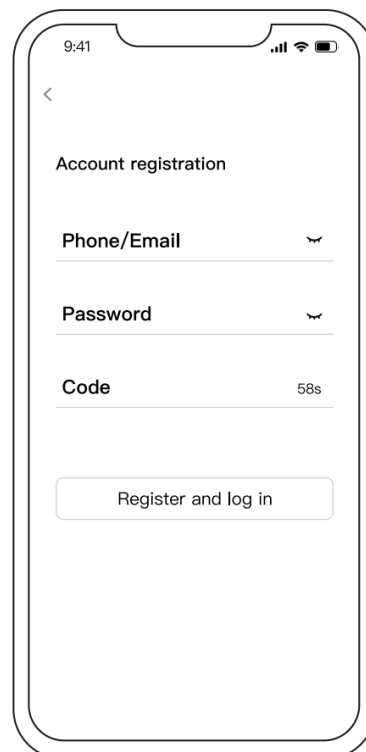 9:41
Account registration
Phone/Email
Password
Code 58s
Register and log in